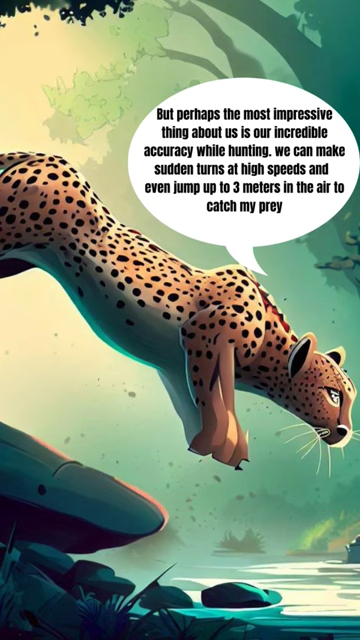 But perhaps the most impressive
thing about us is our incredible
accuracy while hunting. we can make
sudden turns at high speeds and
even jump up to 3 meters in the air to
catch my prey